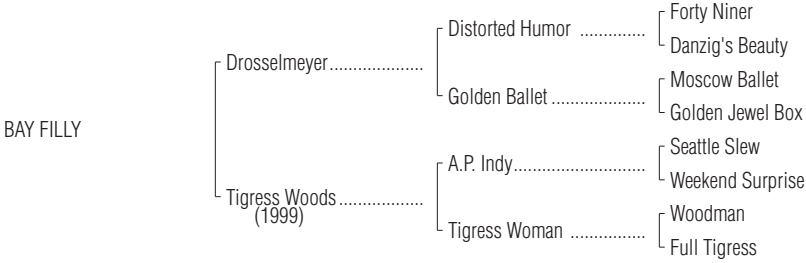 Forty Niner
Distorted Humor ..............
Danzig's Beauty
Drosselmeyer....................
Moscow Ballet
Golden Ballet ....................
Golden Jewel Box
BAY FILLY
Seattle Slew
A.P. Indy............................
Weekend Surprise
Tigress Woods ..................
(1999)
Woodman
Tigress Woman ................
Full Tigress